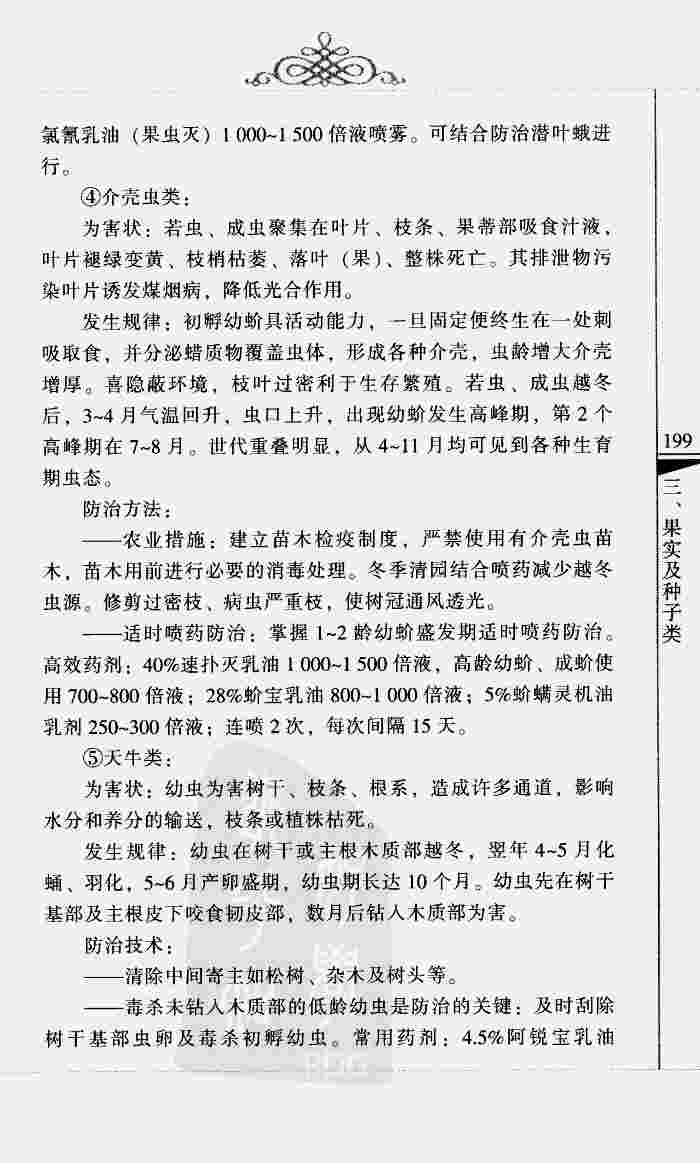 氯氰乳油（果虫灭）1 000~1 500 倍液喷雾。可结合防治潜叶蛾进
行。
④介壳虫类：
为害状：若虫、成虫聚集在叶片、枝条、果蒂部吸食汁液，
叶片褪绿变黄、枝梢枯萎、落叶（果）、整株死亡。其排泄物污
染叶片诱发煤烟病，降低光合作用。
发生规律：初孵幼蚧具活动能力，一旦固定便终生在一处刺
吸取食，并分泌蜡质物覆盖虫体，形成各种介壳，虫龄增大介壳
增厚。喜隐蔽环境，枝叶过密利于生存繁殖。若虫、成虫越冬
后，3~4 月气温回升，虫口上升，出现幼蚧发生高峰期，第 2 个
高峰期在 7~8 月。世代重叠明显，从 4~11 月均可见到各种生育
期虫态。
防治方法：
——农业措施：建立苗木检疫制度，严禁使用有介壳虫苗
木，苗木用前进行必要的消毒处理。冬季清园结合喷药减少越冬
虫源。修剪过密枝、病虫严重枝，使树冠通风透光。
——适时喷药防治：掌握 1~2 龄幼蚧盛发期适时喷药防治。
高效药剂：40%速扑灭乳油 1 000~1 500 倍液，高龄幼蚧、成蚧使
用 700~800 倍液；28%蚧宝乳油 800~1 000 倍液；5%蚧螨灵机油
乳剂 250~300 倍液；连喷 2 次，每次间隔 15 天。
⑤天牛类：
为害状：幼虫为害树干、枝条、根系，造成许多通道，影响
水分和养分的输送，枝条或植株枯死。
发生规律：幼虫在树干或主根木质部越冬，翌年 4~5 月化
蛹、羽化，5~6 月产卵盛期，幼虫期长达 10 个月。幼虫先在树干
基部及主根皮下咬食韧皮部，数月后钻入木质部为害。
防治技术：
——清除中间寄主如松树、杂木及树头等。
——毒杀未钻入木质部的低龄幼虫是防治的关键；及时刮除
树干基部虫卵及毒杀初孵幼虫。常用药剂：4.5%阿锐宝乳油
199
三、果实及种子类